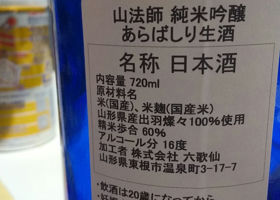 山法師 純米吟醸
あらばしり生酒
名称 日本酒
内容量 720ml
原材料名
米(国産)、米麹(国産米)
山形県産出羽燦々100%使用
精米歩合 60%
アルコール分 16度
加工者 株式会社 六歌仙
山形県東根市温泉町3-17-7
・飲酒は20歳になってから